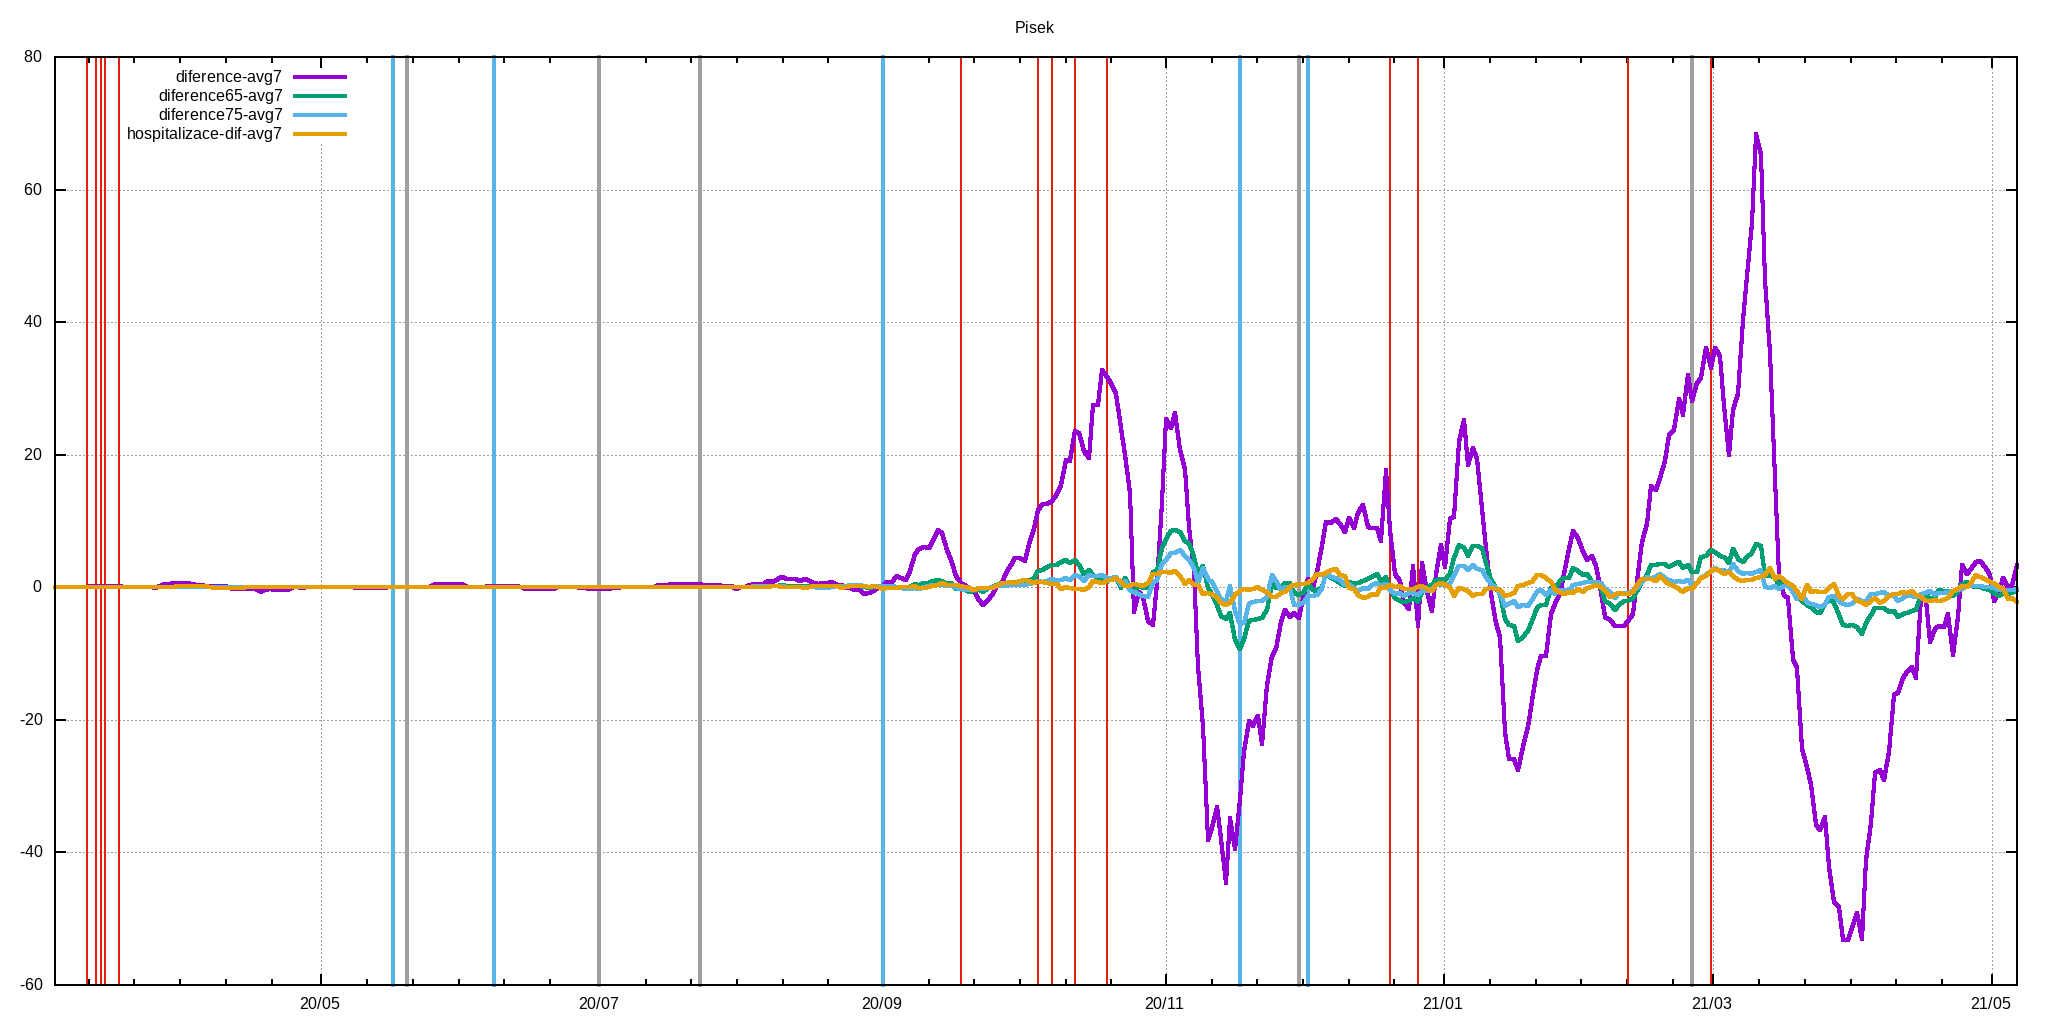 Pisek
80
60
40
20
0
-20
-40
-60
diference-avg7
diference65-avg7
diference75-avg7
hospitalizace-dif-avg7
20/05 20/07 20/09 20/11 21/01 21/03 21/05